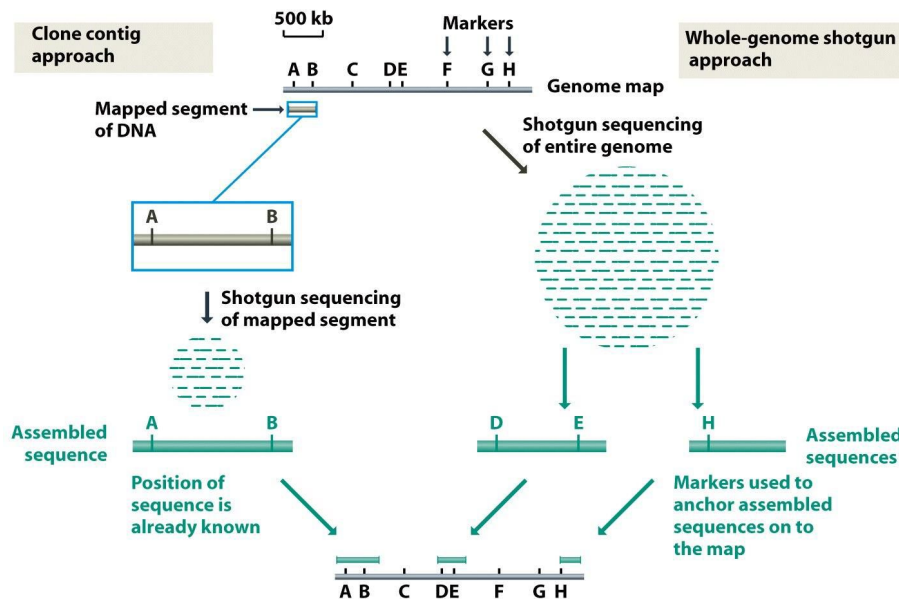 Clone contig
approach
500 kb
Markers
Whole-genome shotgun
approach
A B C D E F G H
Genome map
Mapped segment
of DNA
Shotgun sequencing
of entire genome
A B
Shotgun sequencing
of mapped segment
Assembled
sequence
A B
D E
H
Assembled
sequences
Position of
sequence is
already known
Markers used to
anchor assembled
sequences on to
the map
A B C D E F G H